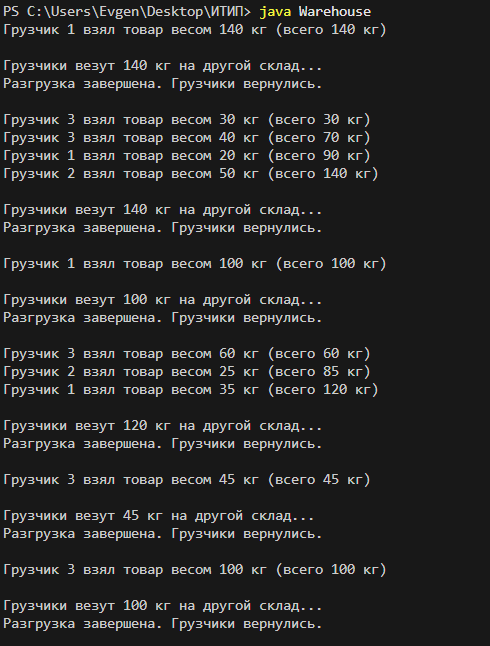 PS C:\Users\Evgen\Desktop\ИТИП> java Warehouse
Грузчик 1 взял товар весом 140 кг (всего 140 кг)
Грузчики везут 140 кг на другой склад...
Разгрузка завершена. Грузчики вернулись.
Грузчик 3 взял товар весом 30 кг (всего 30 кг)
Грузчик 3 взял товар весом 40 кг (всего 70 кг)
Грузчик 1 взял товар весом 20 кг (всего 90 кг)
Грузчик 2 взял товар весом 50 кг (всего 140 кг)
Грузчики везут 140 кг на другой склад...
Разгрузка завершена. Грузчики вернулись.
Грузчик 1 взял товар весом 100 кг (всего 100 кг)
Грузчики везут 100 кг на другой склад...
Разгрузка завершена. Грузчики вернулись.
Грузчик 3 взял товар весом 60 кг (всего 60 кг)
Грузчик 2 взял товар весом 25 кг (всего 85 кг)
Грузчик 1 взял товар весом 35 кг (всего 120 кг)
Грузчики везут 120 кг на другой склад...
Разгрузка завершена. Грузчики вернулись.
Грузчик 3 взял товар весом 45 кг (всего 45 кг)
Грузчики везут 45 кг на другой склад...
Разгрузка завершена. Грузчики вернулись.
Грузчик 3 взял товар весом 100 кг (всего 100 кг)
Грузчики везут 100 кг на другой склад...
Разгрузка завершена. Грузчики вернулись.